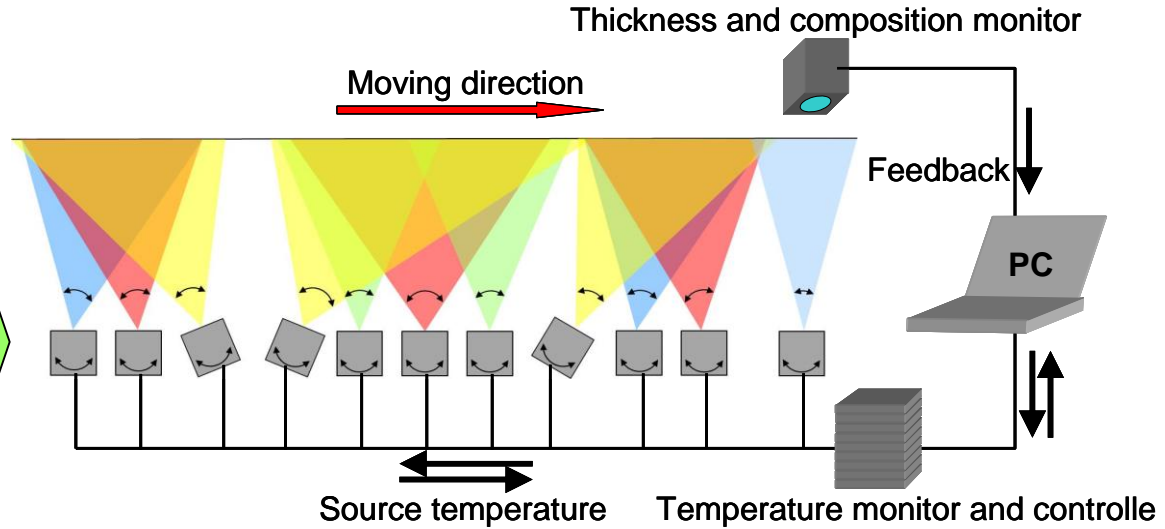 Thickness and composition monitor
Moving direction
Feedback
PC
Source temperature
Temperature monitor and controlle